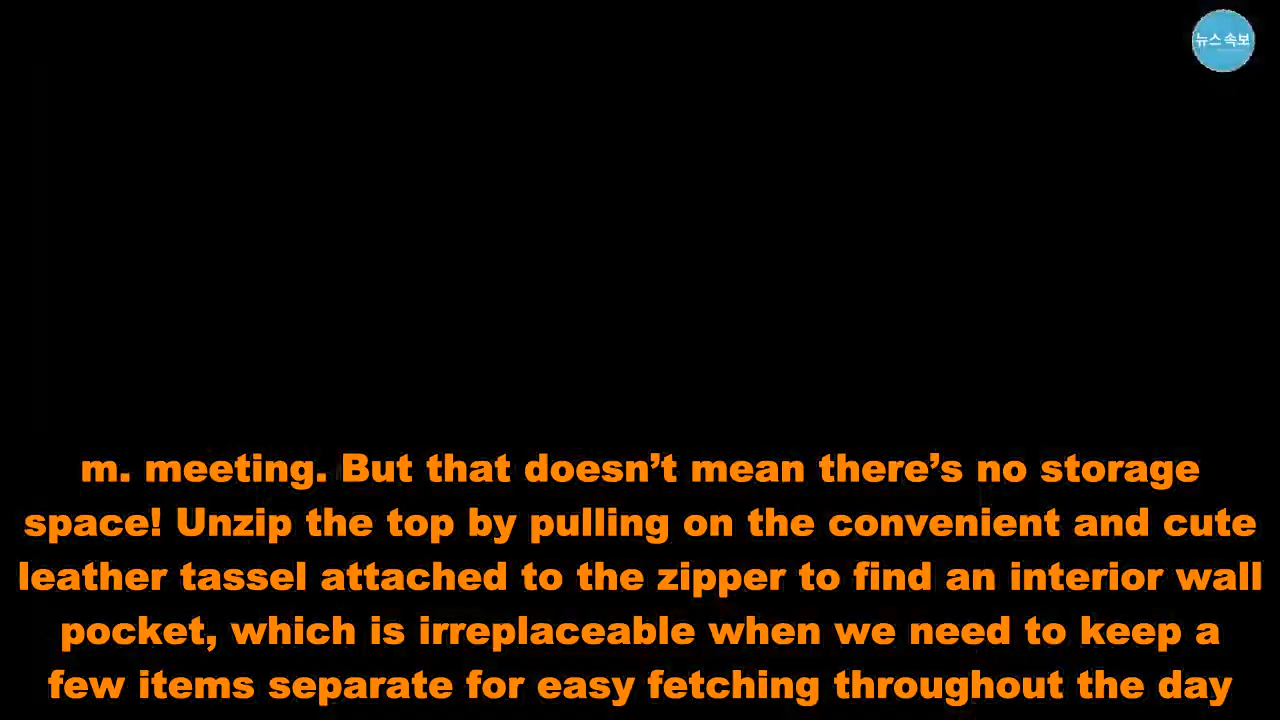 뉴스 속보
m. meeting. But that doesn’t mean there’s no storage
space! Unzip the top by pulling on the convenient and cute
leather tassel attached to the zipper to find an interior wall
pocket, which is irreplaceable when we need to keep a
few items separate for easy fetching throughout the day